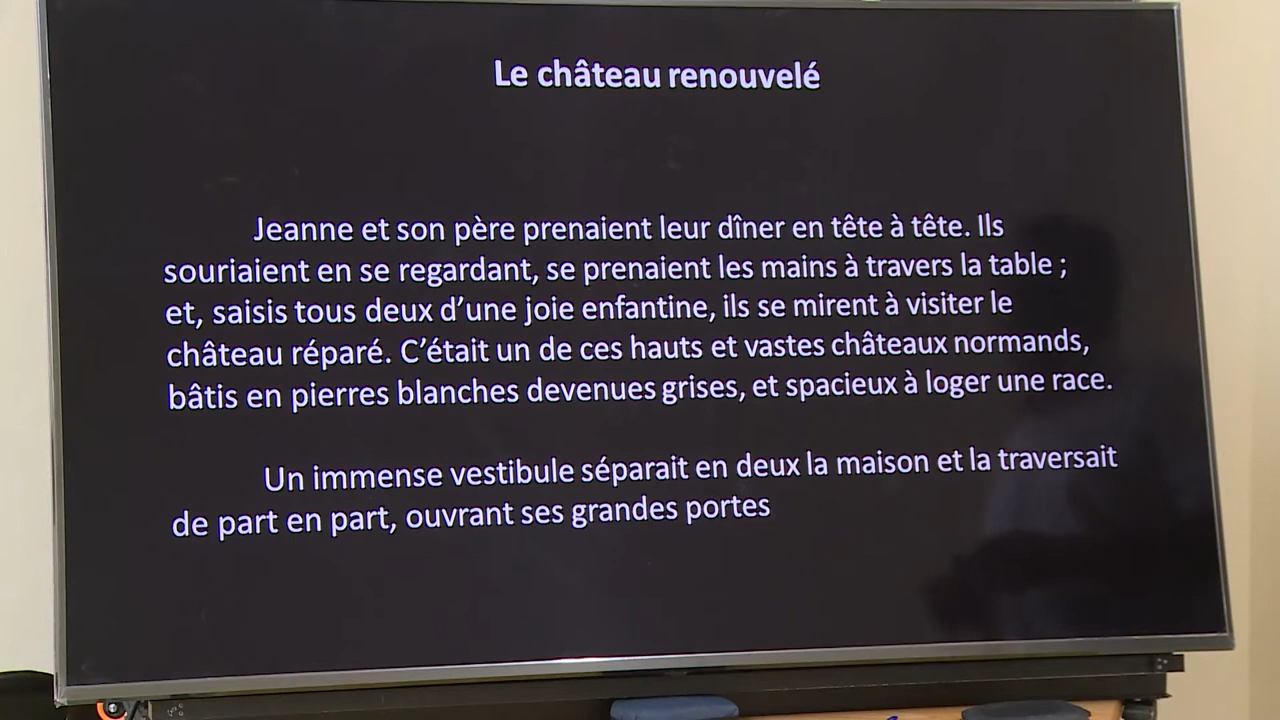 Le château renouvelé
Jeanne et son père prenaient leur dîner en tête à tête. Ils
souriaient en se regardant, se prenaient les mains à travers la table ;
et, saisis tous deux d’une joie enfantine, ils se mirent à visiter le
château réparé. C’était un de ces hauts et vastes châteaux normands,
bâtis en pierres blanches devenues grises, et spacieux à loger une race.
Un immense vestibule séparait en deux la maison et la traversait
de part en part, ouvrant ses grandes portes